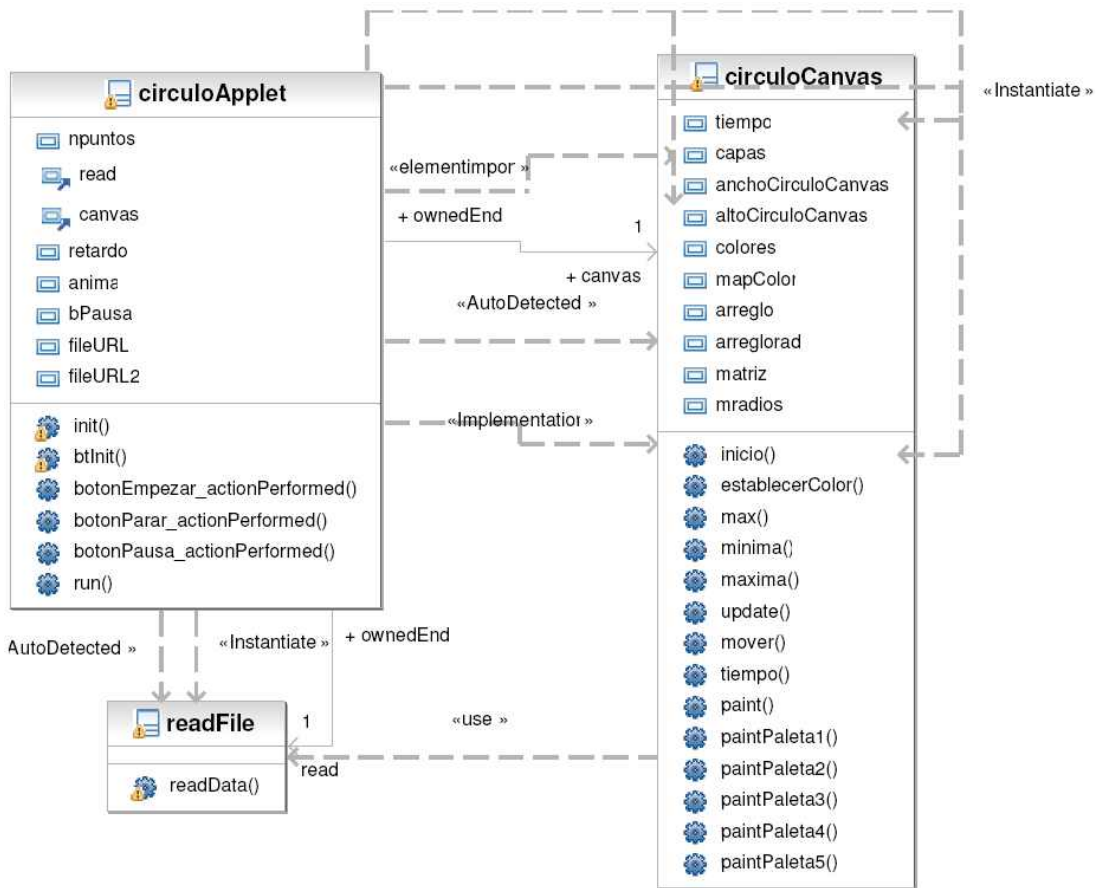 circuloApplet
npuntos
read
canvas
retardo
anima
bPausa
fileURL
fileURL2
init()
btInit()
botonEmpezar_actionPerformed()
botonParar_actionPerformed()
botonPausa_actionPerformed()
run()
«elementimpor »
+ ownedEnd
1
+ canvas
«AutoDetected »
«Implementatior»
circuloCanvas
tiempo
capas
anchoCirculoCanvas
altoCirculoCanvas
colores
mapColor
arreglo
arreglorad
matriz
mradios
inicio()
establecerColor()
max()
minima()
maxima()
update()
mover()
tiempo()
paint()
paintPaleta1()
paintPaleta2()
paintPaleta3()
paintPaleta4()
paintPaleta5()
«Instantiate »
AutoDetected »
«Instantiate »
+ ownedEnd
1
read
«use »
readFile
readData()